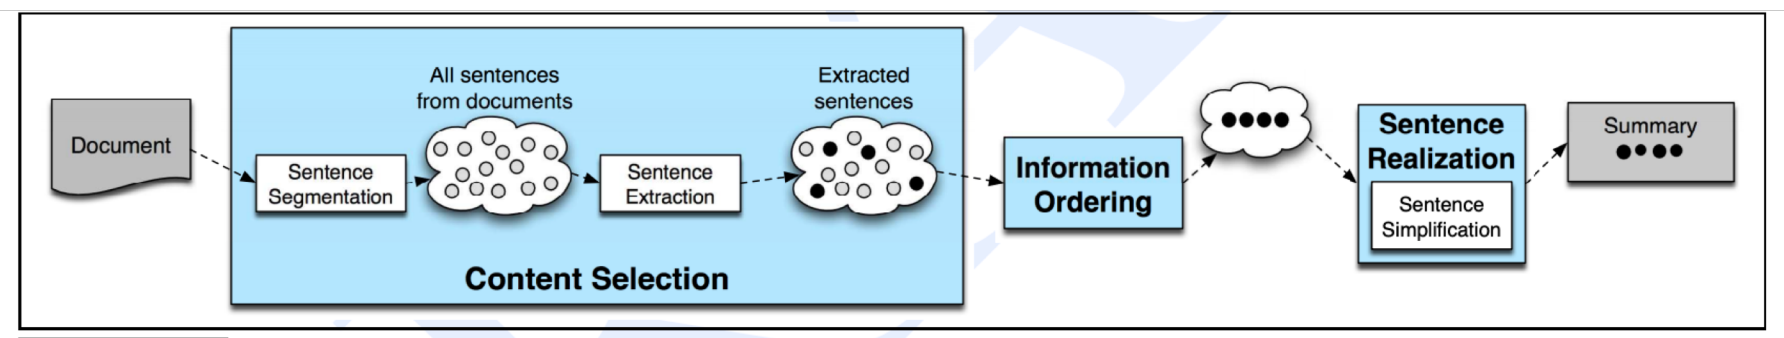 Document
Sentence
Segmentation
All sentences
from documents
Sentence
Extraction
Extracted
sentences
Content Selection
Information
Ordering
Sentence
Realization
Sentence
Simplification
Summary